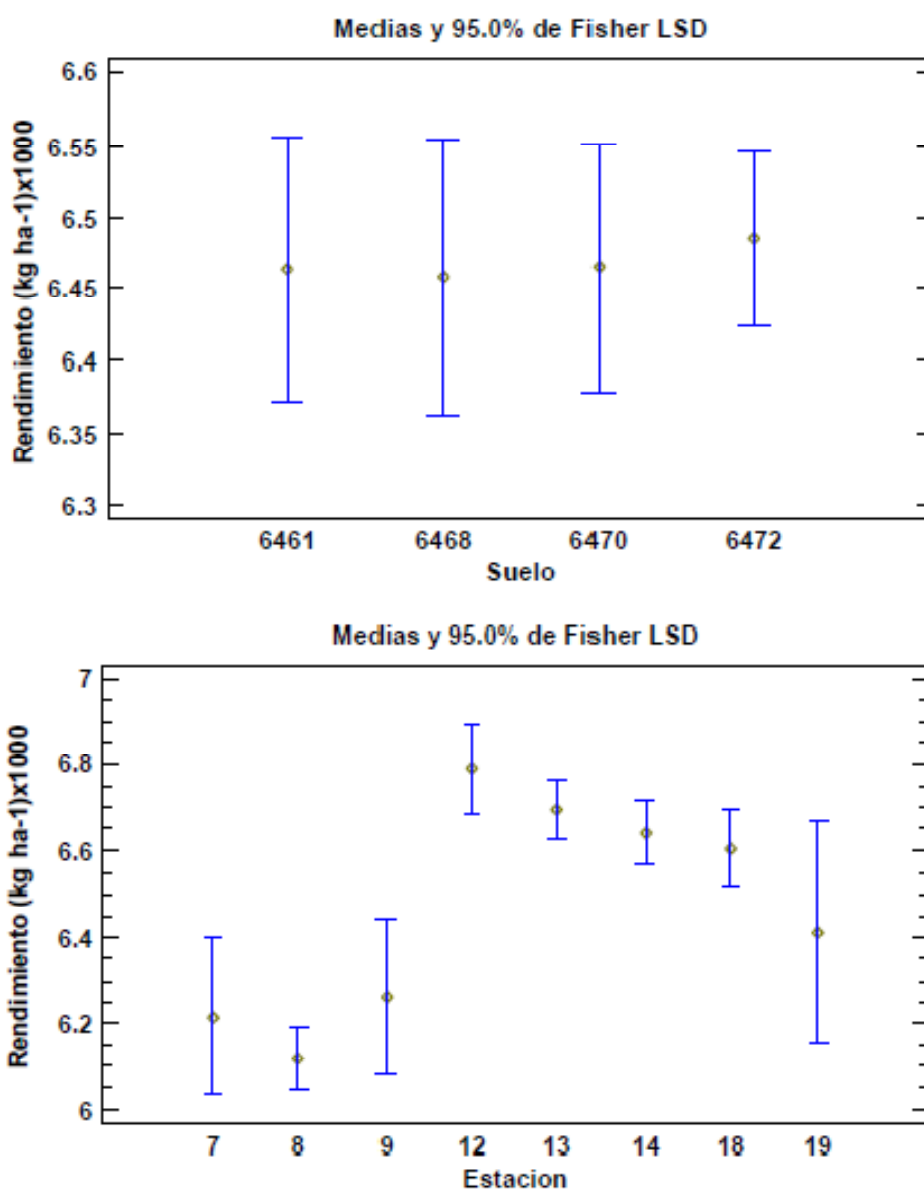 Medias y 95.0% de Fisher LSD
Rendimiento (kg ha-1)x1000
6.6
6.55
6.5
6.45
6.4
6.35
6.3
6461 6468 6470 6472
Suelo
Medias y 95.0% de Fisher LSD
Rendimiento (kg ha-1)x1000
7
6.8
6.6
6.4
6.2
6
7 8 9 12 13 14 18 19
Estacion